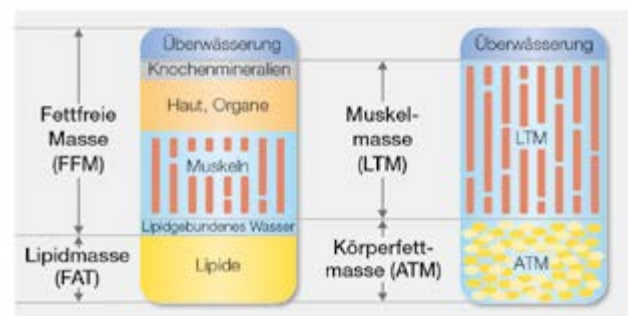 Fettfreie
Masse
(FFM)
Lipidmasse
(FAT)
Überwässerung
Knochenmineralien
Haut, Organe
Muskeln
Lipidgebundenes Wasser
Lipide
Muskel-
masse
(LTM)
Körperfett-
masse (ATM)
Überwässerung
LTM
ATM